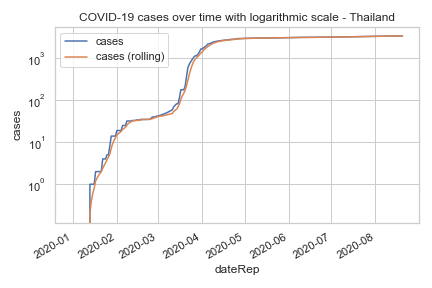 COVID-19 cases over time with logarithmic scale - Thailand
cases
cases (rolling)
10³
10²
10¹
10⁰
cases
2020-01
2020-02
2020-03
2020-04
2020-05
2020-06
2020-07
2020-08
dateRep